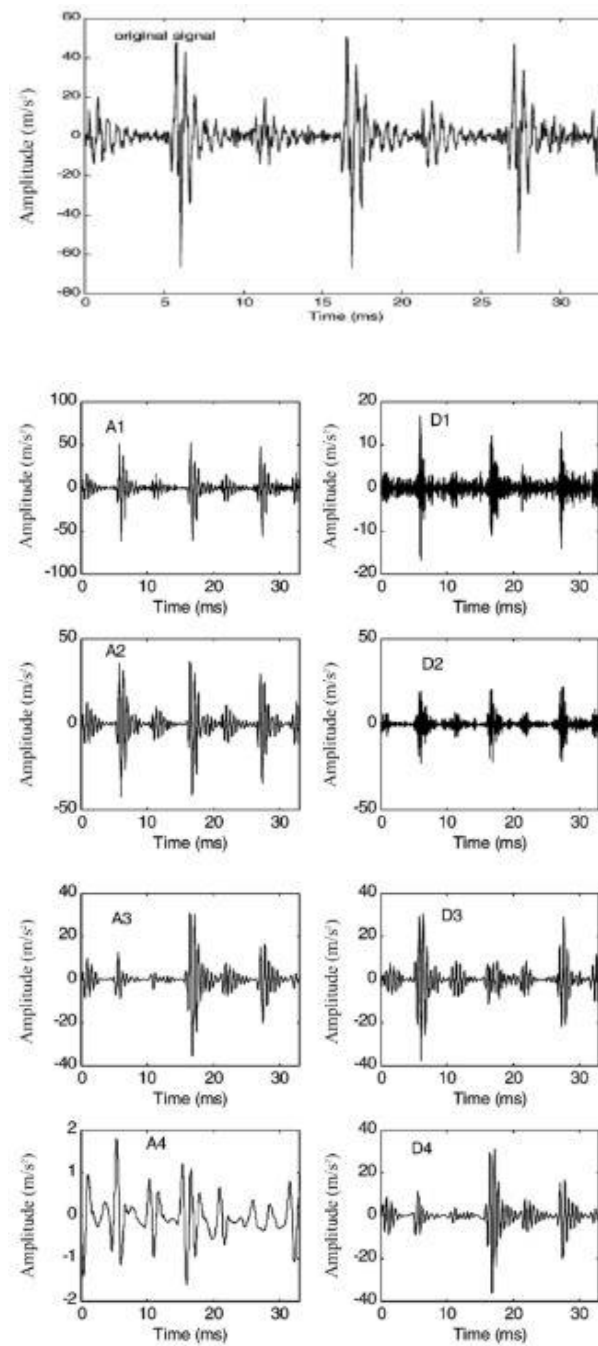 60
40
20
0
-20
-40
-60
-80
Amplitude (m/s²)
original signal
0 5 10 15 20 25 30
Time (ms)
100
50
0
-50
-100
Amplitude (m/s²)
A1
0 10 20 30
Time (ms)
20
10
0
-10
-20
Amplitude (m/s²)
D1
0 10 20 30
Time (ms)
50
0
-50
Amplitude (m/s²)
A2
0 10 20 30
Time (ms)
50
0
-50
Amplitude (m/s²)
D2
0 10 20 30
Time (ms)
40
20
0
-20
-40
Amplitude (m/s²)
A3
0 10 20 30
Time (ms)
40
20
0
-20
-40
Amplitude (m/s²)
D3
0 10 20 30
Time (ms)
2
1
0
-1
-2
Amplitude (m/s²)
A4
0 10 20 30
Time (ms)
40
20
0
-20
-40
Amplitude (m/s²)
D4
0 10 20 30
Time (ms)